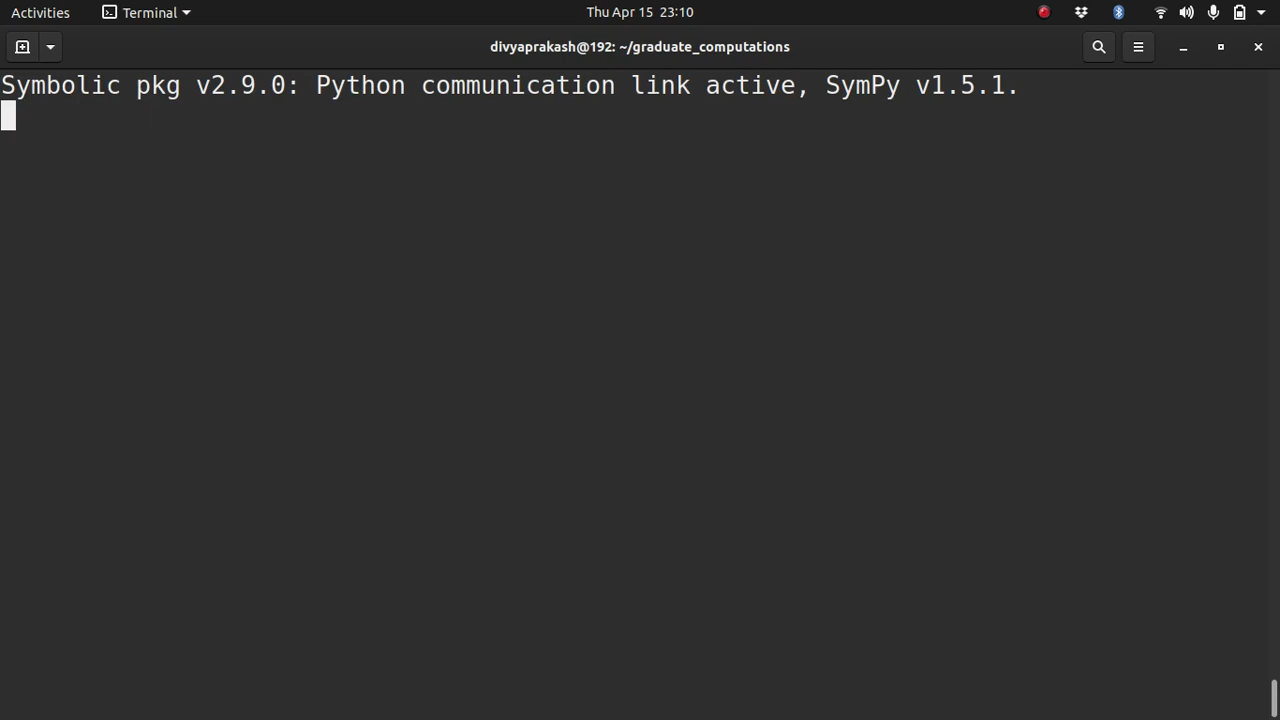 Activities Terminal Thu Apr 15 23:10
divyaprakash@192: ~/graduate_computations
Symbolic pkg v2.9.0: Python communication link active, SymPy v1.5.1.